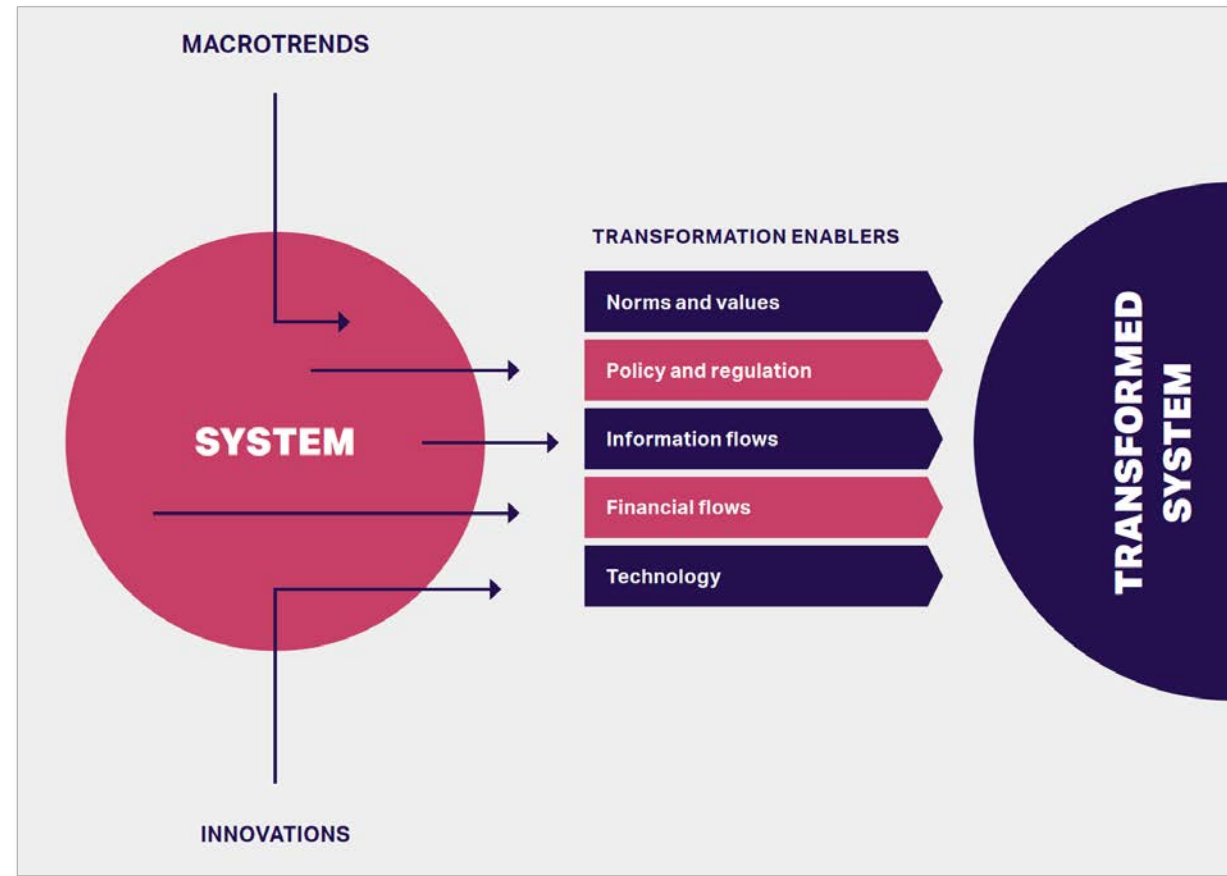 MACROTRENDS
TRANSFORMATION ENABLERS
Norms and values
Policy and regulation
SYSTEM
Information flows
Financial flows
Technology
TRANSFORMED
SYSTEM
INNOVATIONS